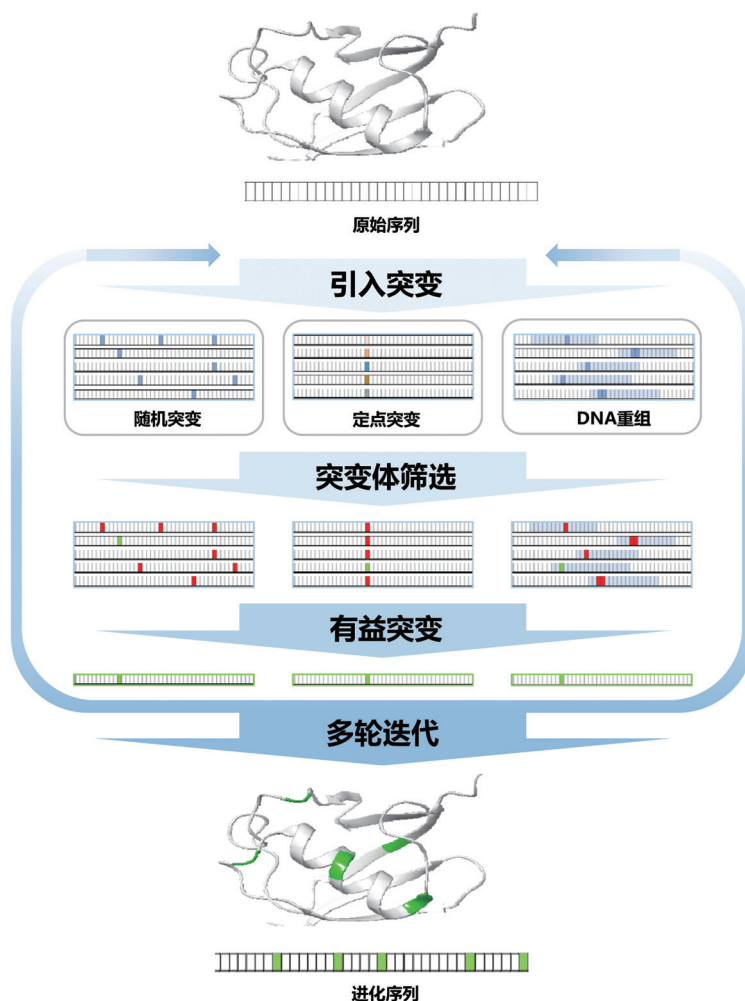 原始序列
引入突变
随机突变
定点突变
DNA重组
突变体筛选
有益突变
多轮迭代
进化序列